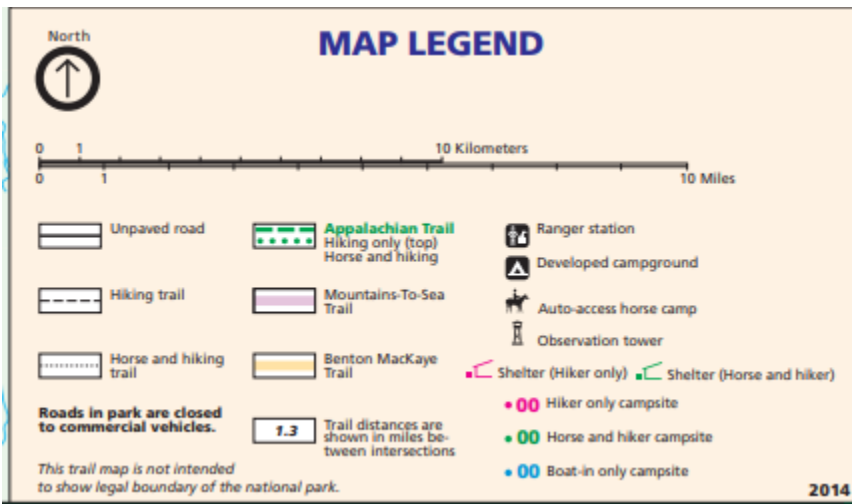 North
MAP LEGEND
0 1 10 Kilometers
0 1 10 Miles
Unpaved road
Hiking trail
Horse and hiking
trail
Roads in park are closed
to commercial vehicles.
This trail map is not intended
to show legal boundary of the national park.
Appalachian Trail
Hiking only (top)
Horse and hiking
Mountains-To-Sea
Trail
Benton MacKaye
Trail
1.3
Trail distances are
shown in miles be-
tween intersections
Ranger station
Developed campground
Auto-access horse camp
Observation tower
Shelter (Hiker only)
Shelter (Horse and hiker)
00 Hiker only campsite
00 Horse and hiker campsite
00 Boat-in only campsite
2014